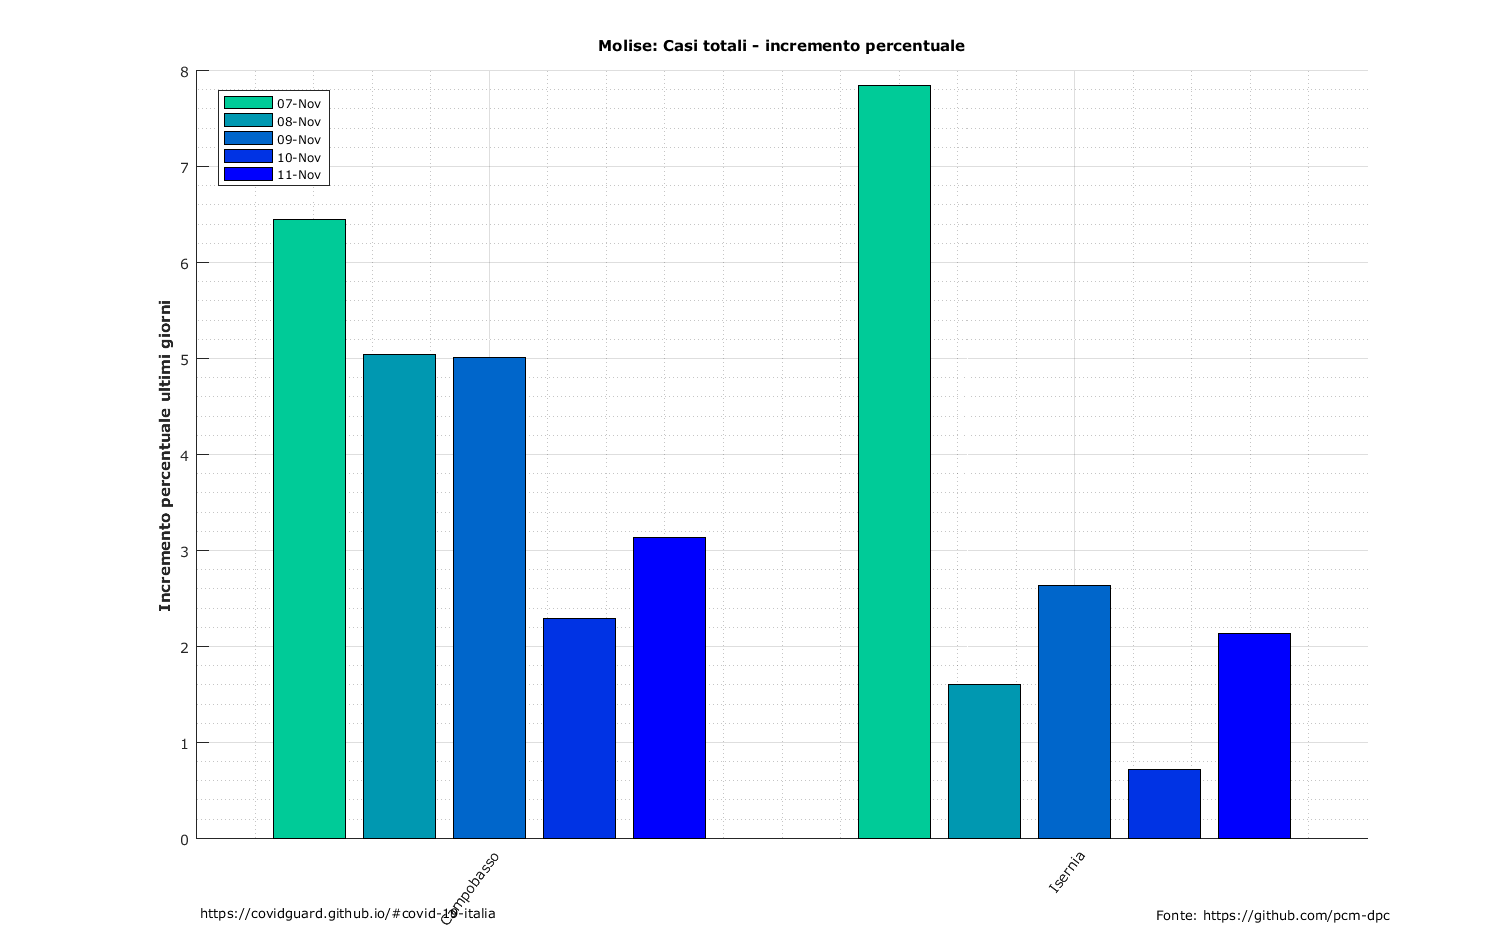 Molise: Casi totali - incremento percentuale
8
7
6
5
4
3
2
1
0
Incremento percentuale ultimi giorni
07-Nov
08-Nov
09-Nov
10-Nov
11-Nov
Campobasso
Isernia
https://covidguard.github.io/#covid-19-italia
Fonte: https://github.com/pcm-dpc